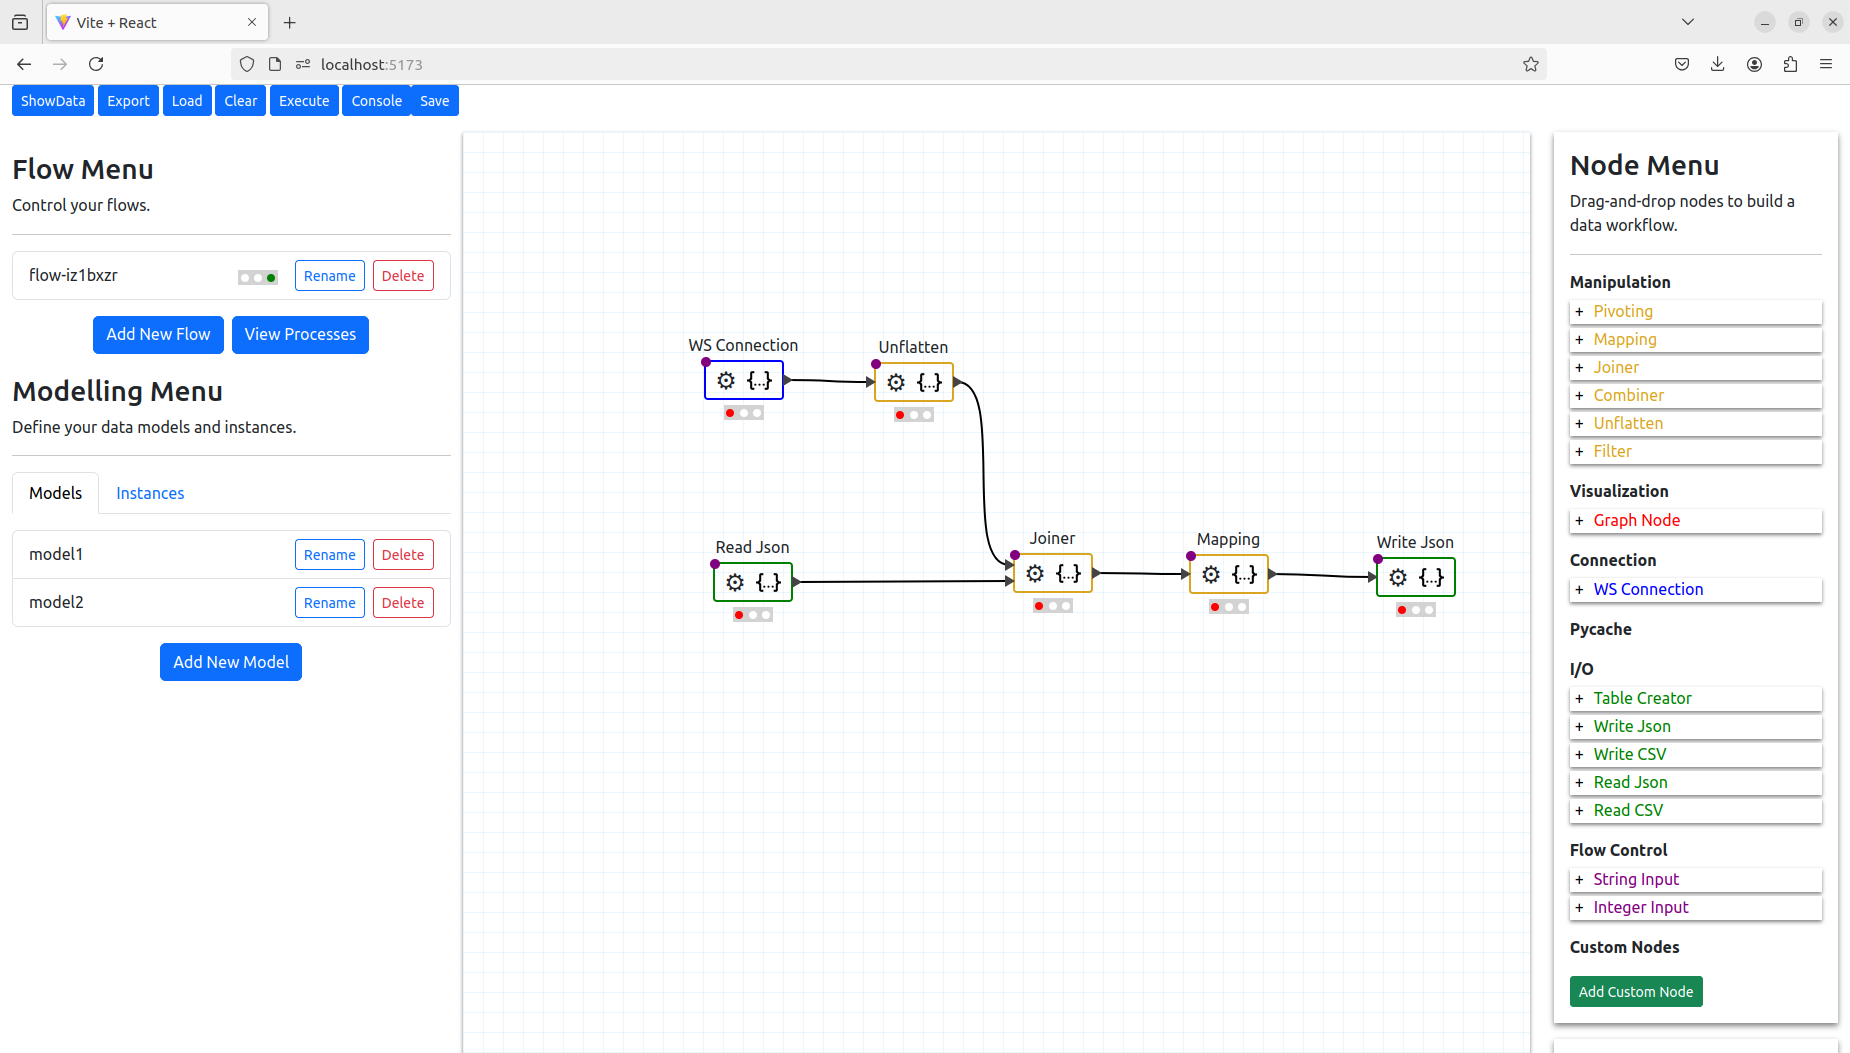 Vite + React
localhost:5173
ShowData Export Load Clear Execute Console Save
Flow Menu
Control your flows.
flow-iz1bxzr Rename Delete
Add New Flow View Processes
Modelling Menu
Define your data models and instances.
Models Instances
model1 Rename Delete
model2 Rename Delete
Add New Model
WS Connection
{...}
Unflatten
{...}
Read Json
{...}
Joiner
{...}
Mapping
{...}
Write Json
{...}
Node Menu
Drag-and-drop nodes to build a
data workflow.
Manipulation
+ Pivoting
+ Mapping
+ Joiner
+ Combiner
+ Unflatten
+ Filter
Visualization
+ Graph Node
Connection
+ WS Connection
Pycache
I/O
+ Table Creator
+ Write Json
+ Write CSV
+ Read Json
+ Read CSV
Flow Control
+ String Input
+ Integer Input
Custom Nodes
Add Custom Node